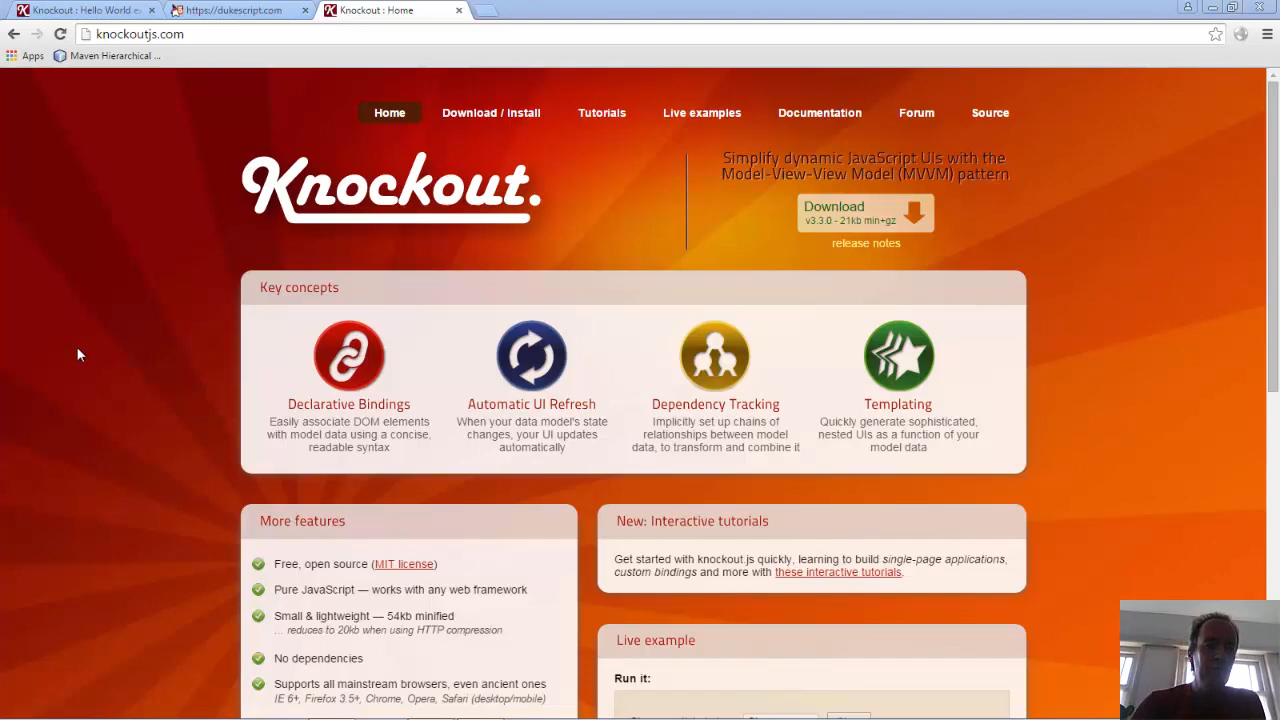 Knockout : Hello World e
https://dukescript.com
Knockout : Home
knockoutjs.com
Apps
Maven Hierarchical ...
Home
Download / Install
Tutorials
Live examples
Documentation
Forum
Source
Knockout.
Simplify dynamic JavaScript UIs with the
Model-View-View Model (MVVM) pattern
Download
v3.3.0 - 21kb min+gz
release notes
Key concepts
Declarative Bindings
Easily associate DOM elements
with model data using a concise,
readable syntax
Automatic UI Refresh
When your data model's state
changes, your UI updates
automatically
Dependency Tracking
Implicitly set up chains of
relationships between model
data, to transform and combine it
Templating
Quickly generate sophisticated,
nested UIs as a function of your
model data
More features
Free, open source (MIT license)
Pure JavaScript — works with any web framework
Small & lightweight — 54kb minified
... reduces to 20kb when using HTTP compression
No dependencies
Supports all mainstream browsers, even ancient ones
IE 6+, Firefox 3.5+, Chrome, Opera, Safari (desktop/mobile)
New: Interactive tutorials
Get started with knockout.js quickly, learning to build single-page applications,
custom bindings and more with these interactive tutorials.
Live example
Run it: